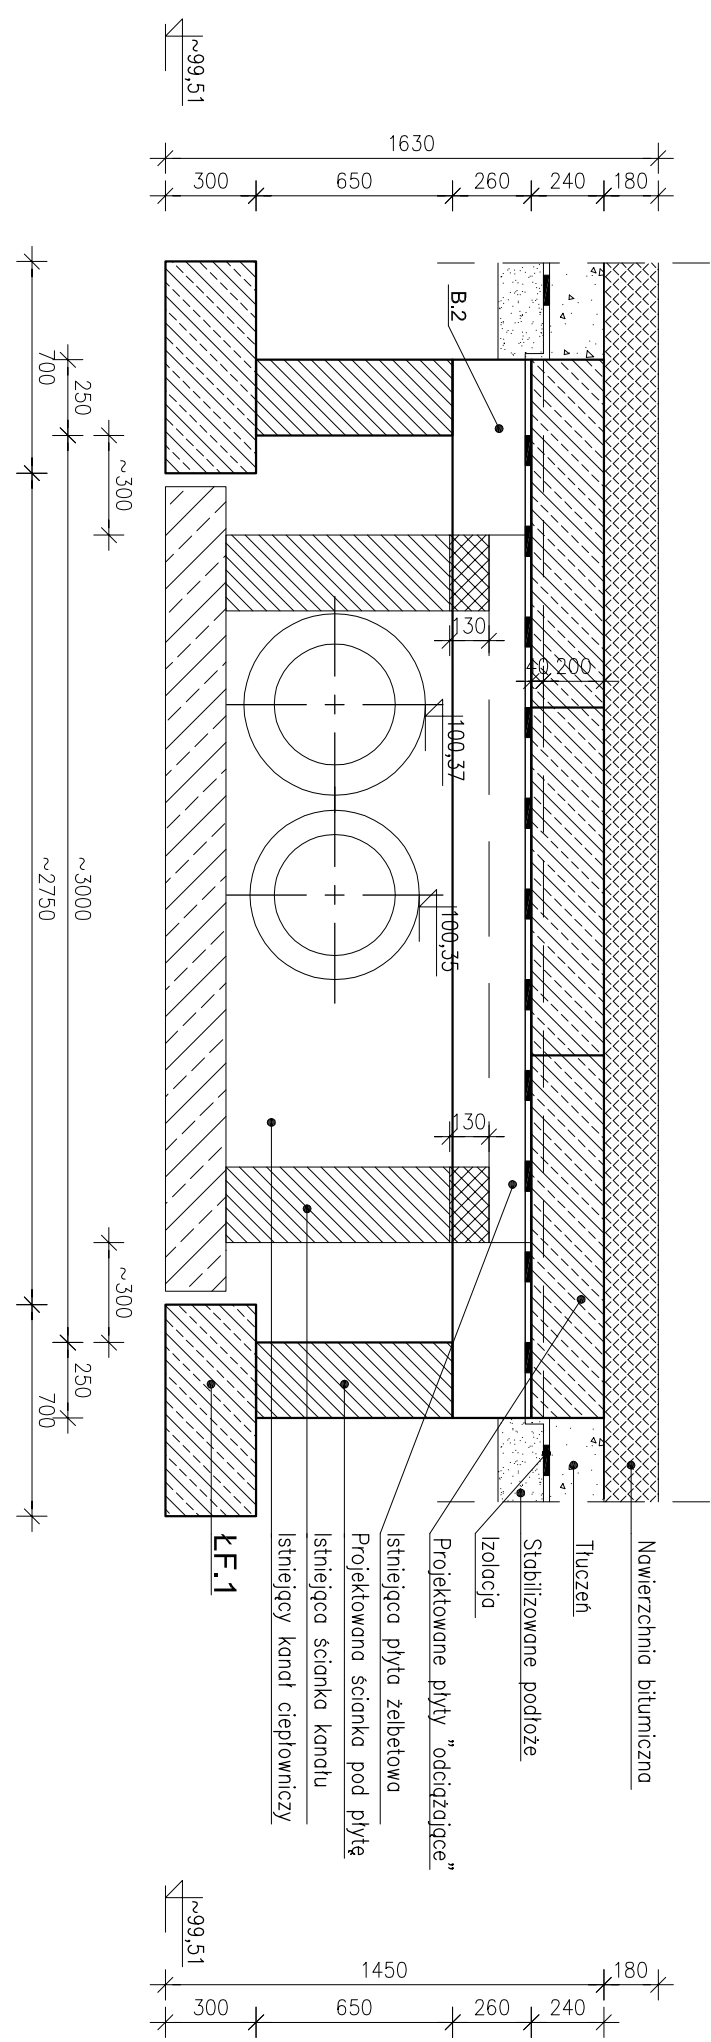 ~99,51
1630
300
650
260
240
180
B.2
700
250
~300
130
40
200
100,37
100,35
~3000
~2750
130
~300
250
700
Nawierzchnia bitumiczna
Tłuczeń
Stabilizowane podłoże
Izolacja
Projektowane płyty "odciążające"
Istniejąca płyta żelbetowa
Projektowana ścianka pod płytę
Istniejąca ścianka kanału
Istniejący kanał ciepłowniczy
ŁF.1
~99,51
1450
180
300
650
260
240